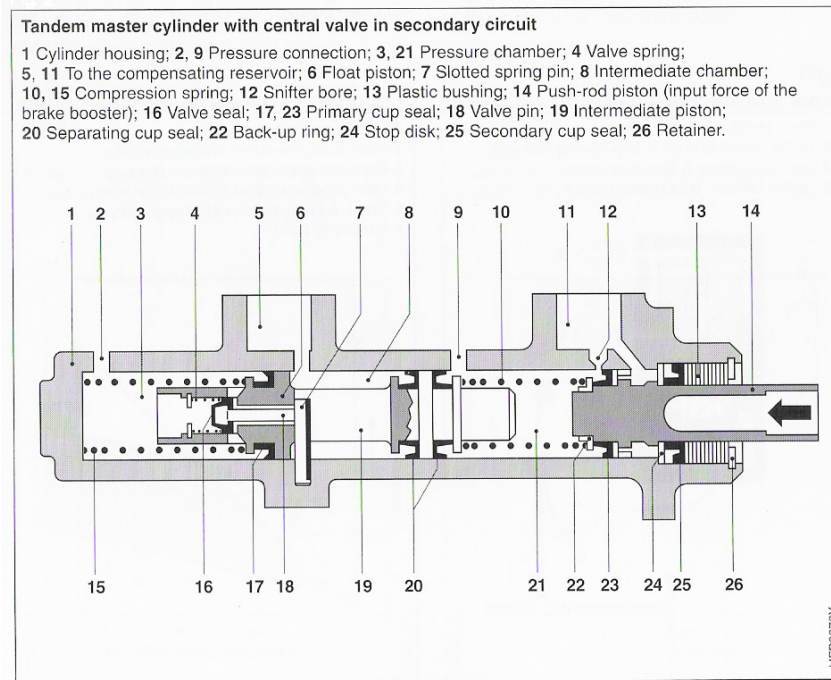 Tandem master cylinder with central valve in secondary circuit
1 Cylinder housing; 2, 9 Pressure connection; 3, 21 Pressure chamber; 4 Valve spring;
5, 11 To the compensating reservoir; 6 Float piston; 7 Slotted spring pin; 8 Intermediate chamber;
10, 15 Compression spring; 12 Snifter bore; 13 Plastic bushing; 14 Push-rod piston (input force of the
brake booster); 16 Valve seal; 17, 23 Primary cup seal; 18 Valve pin; 19 Intermediate piston;
20 Separating cup seal; 22 Back-up ring; 24 Stop disk; 25 Secondary cup seal; 26 Retainer.
1 2 3 4 5 6 7 8 9 10 11 12 13 14
15 16 17 18 19 20 21 22 23 24 25 26